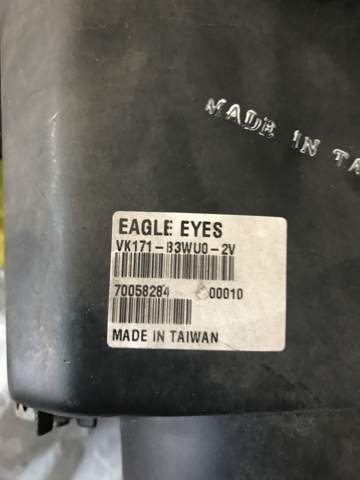 MADE IN TA
EAGLE EYES
VK171-B3WU0-2V
70058284 00010
MADE IN TAIWAN